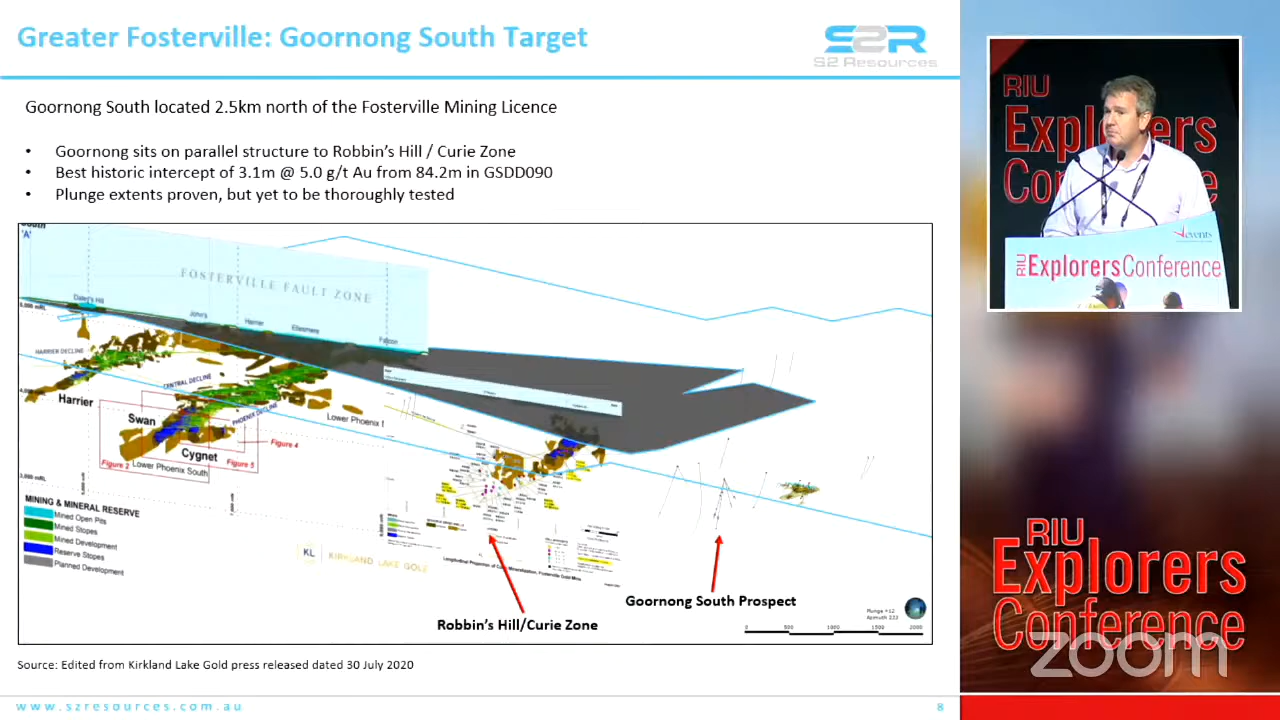 Greater Fosterville: Goornong South Target
S2R
S2 Resources
Goornong South located 2.5km north of the Fosterville Mining Licence
• Goornong sits on parallel structure to Robbin's Hill / Curie Zone
• Best historic intercept of 3.1m @ 5.0 g/t Au from 84.2m in GSDD090
• Plunge extents proven, but yet to be thoroughly tested
'A'
FOSTERVILLE FAULT ZONE
Daley's Hill
John's
Harrier
Ellesmere
Falcon
HARRIER DECLINE
CENTRAL DECLINE
PHOENIX DECLINE
Harrier
Swan
Cygnet
Lower Phoenix
Figure 4
Figure 2
Figure 5
Lower Phoenix South
MINING & MINERAL RESERVE
Mined Open Pits
Mined Stopes
Mined Development
Reserve Stopes
Planned Development
KL
KIRKLAND LAKE GOLD
Robbin's Hill/Curie Zone
Goornong South Prospect
Plunge +12
Azimuth 222
0 500 1000 1500 2000
Source: Edited from Kirkland Lake Gold press released dated 30 July 2020
www.s2resources.com.au
8
RIU
Explorers
Conference
events
RIU ExplorersConference
RIU
Explorers
Conference
zoom